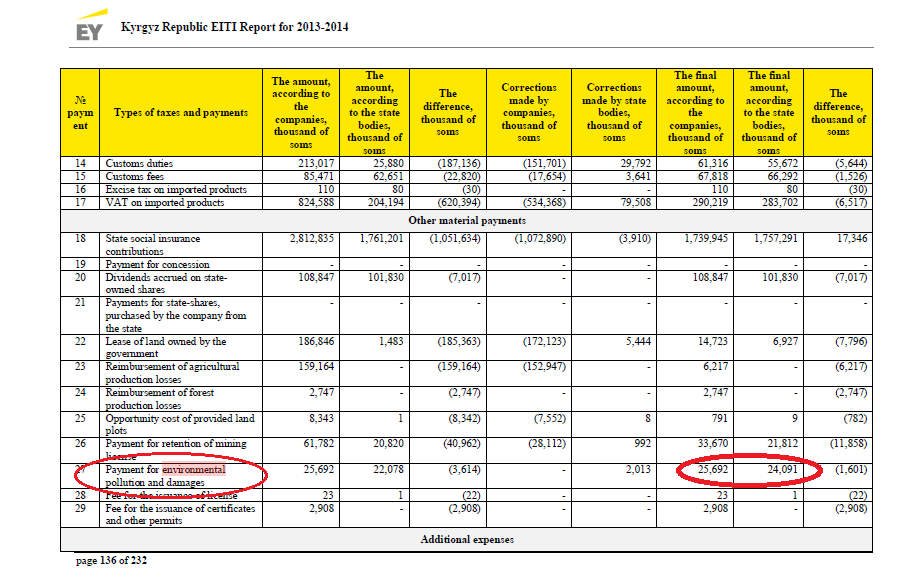 EY
Kyrgyz Republic EITI Report for 2013-2014
№ paym ent | Types of taxes and payments | The amount, according to the companies, thousand of soms | The amount, according to the state bodies, thousand of soms | The difference, thousand of soms | Corrections made by companies, thousand of soms | Corrections made by state bodies, thousand of soms | The final amount, according to the companies, thousand of soms | The final amount, according to the state bodies, thousand of soms | The difference, thousand of soms
14 | Customs duties | 213,017 | 25,880 | (187,136) | (151,701) | 29,792 | 61,316 | 55,672 | (5,644)
15 | Customs fees | 85,471 | 62,651 | (22,820) | (17,654) | 3,641 | 67,818 | 66,292 | (1,526)
16 | Excise tax on imported products | 110 | 80 | (30) | - | - | 110 | 80 | (30)
17 | VAT on imported products | 824,588 | 204,194 | (620,394) | (534,368) | 79,508 | 290,219 | 283,702 | (6,517)
Other material payments
18 | State social insurance contributions | 2,812,835 | 1,761,201 | (1,051,634) | (1,072,890) | (3,910) | 1,739,945 | 1,757,291 | 17,346
19 | Payment for concession | - | - | - | - | - | - | - | -
20 | Dividends accrued on state-owned shares | 108,847 | 101,830 | (7,017) | - | - | 108,847 | 101,830 | (7,017)
21 | Payments for state-shares, purchased by the company from the state | - | - | - | - | - | - | - | -
22 | Lease of land owned by the government | 186,846 | 1,483 | (185,363) | (172,123) | 5,444 | 14,723 | 6,927 | (7,796)
23 | Reimbursement of agricultural production losses | 159,164 | - | (159,164) | (152,947) | - | 6,217 | - | (6,217)
24 | Reimbursement of forest production losses | 2,747 | - | (2,747) | - | - | 2,747 | - | (2,747)
25 | Opportunity cost of provided land plots | 8,343 | 1 | (8,342) | (7,552) | 8 | 791 | 9 | (782)
26 | Payment for retention of mining license | 61,782 | 20,820 | (40,962) | (28,112) | 992 | 33,670 | 21,812 | (11,858)
27 | Payment for environmental pollution and damages | 25,692 | 22,078 | (3,614) | - | 2,013 | 25,692 | 24,091 | (1,601)
28 | Fee for the issuance of license | 23 | 1 | (22) | - | - | 23 | 1 | (22)
29 | Fee for the issuance of certificates and other permits | 2,908 | - | (2,908) | - | - | 2,908 | - | (2,908)
Additional expenses
page 136 of 232